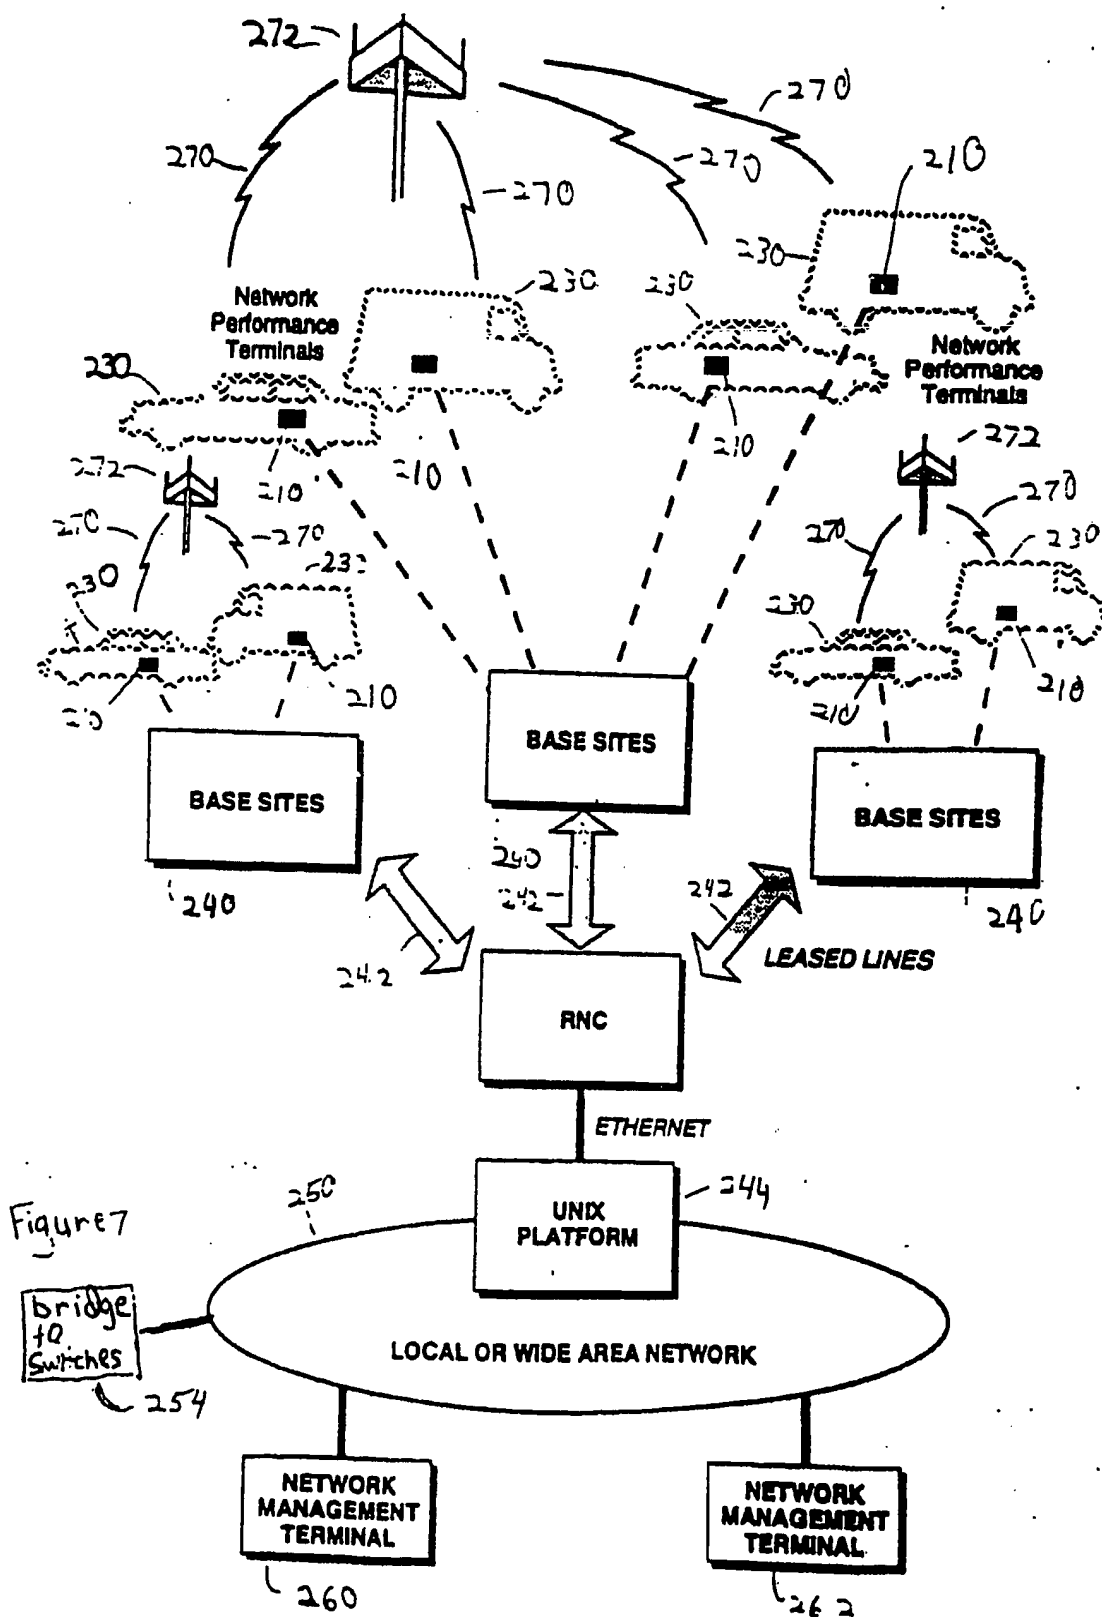 272
270
270
210
270
270
230
230
230
Network
Performance
Terminals
Network
Performance
Terminals
230
210
210
210
272
272
270
270
270
270
230
230
230
210
210
210
BASE SITES
BASE SITES
BASE SITES
240
240
240
242
242
242
LEASED LINES
RNC
ETHERNET
UNIX
PLATFORM
244
250
Figure 7
bridge
to
Switches
254
LOCAL OR WIDE AREA NETWORK
NETWORK
MANAGEMENT
TERMINAL
260
NETWORK
MANAGEMENT
TERMINAL
262